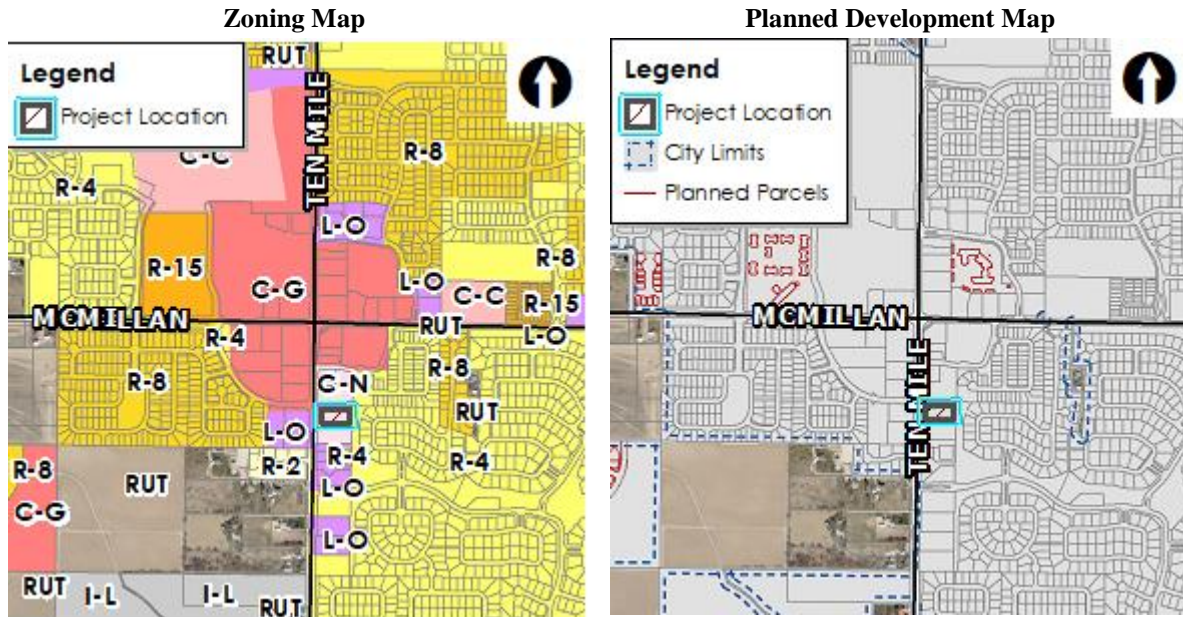 Zoning Map
Planned Development Map
RUT
Legend
Project Location
C-C
TEN MILE
R-8
R-4
L-O
R-8
R-15
C-G
L-O
C-C
R-15
MCMILLAN
RUT
L-O
R-4
R-8
R-8
C-N
RUT
L-O
R-4
R-4
R-2
R-8
RUT
L-O
C-G
L-O
RUT
I-L
I-L
RUT
Legend
Project Location
City Limits
Planned Parcels
MCMILLAN
TEN MILE